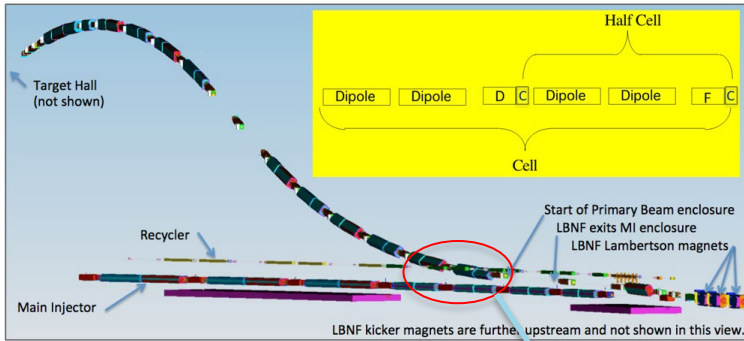 Half Cell
Dipole Dipole D C Dipole Dipole F C
Cell
Target Hall
(not shown)
Recycler
Main Injector
Start of Primary Beam enclosure
LBNF exits MI enclosure
LBNF Lambertson magnets
LBNF kicker magnets are further upstream and not shown in this view.